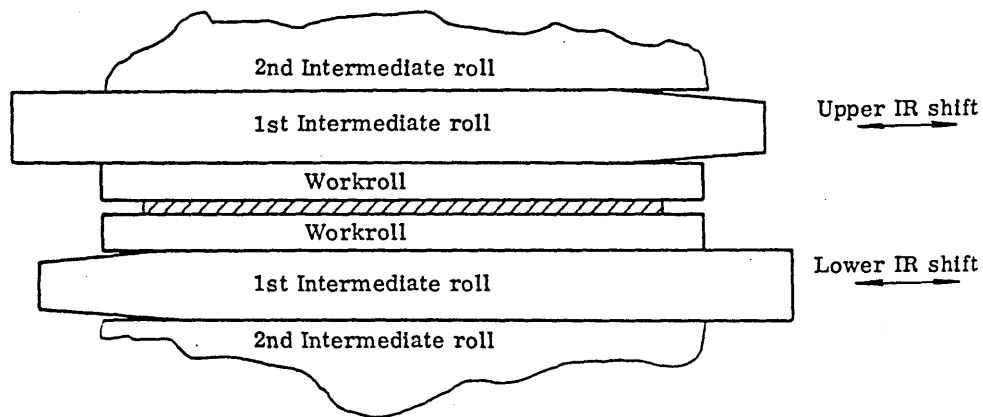 2nd Intermediate roll
1st Intermediate roll
Upper IR shift
Workroll
Workroll
Lower IR shift
1st Intermediate roll
2nd Intermediate roll